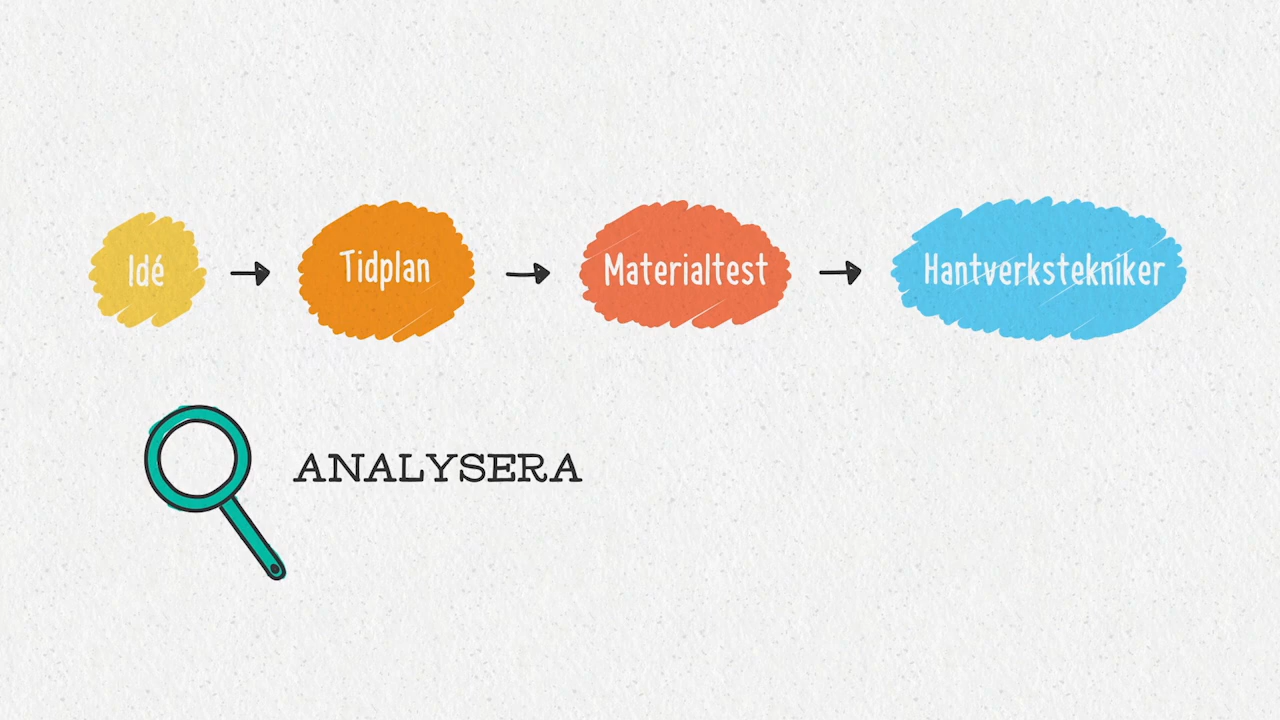 Idé
Tidplan
Materialtest
Hantverkstekniker
ANALYSERA